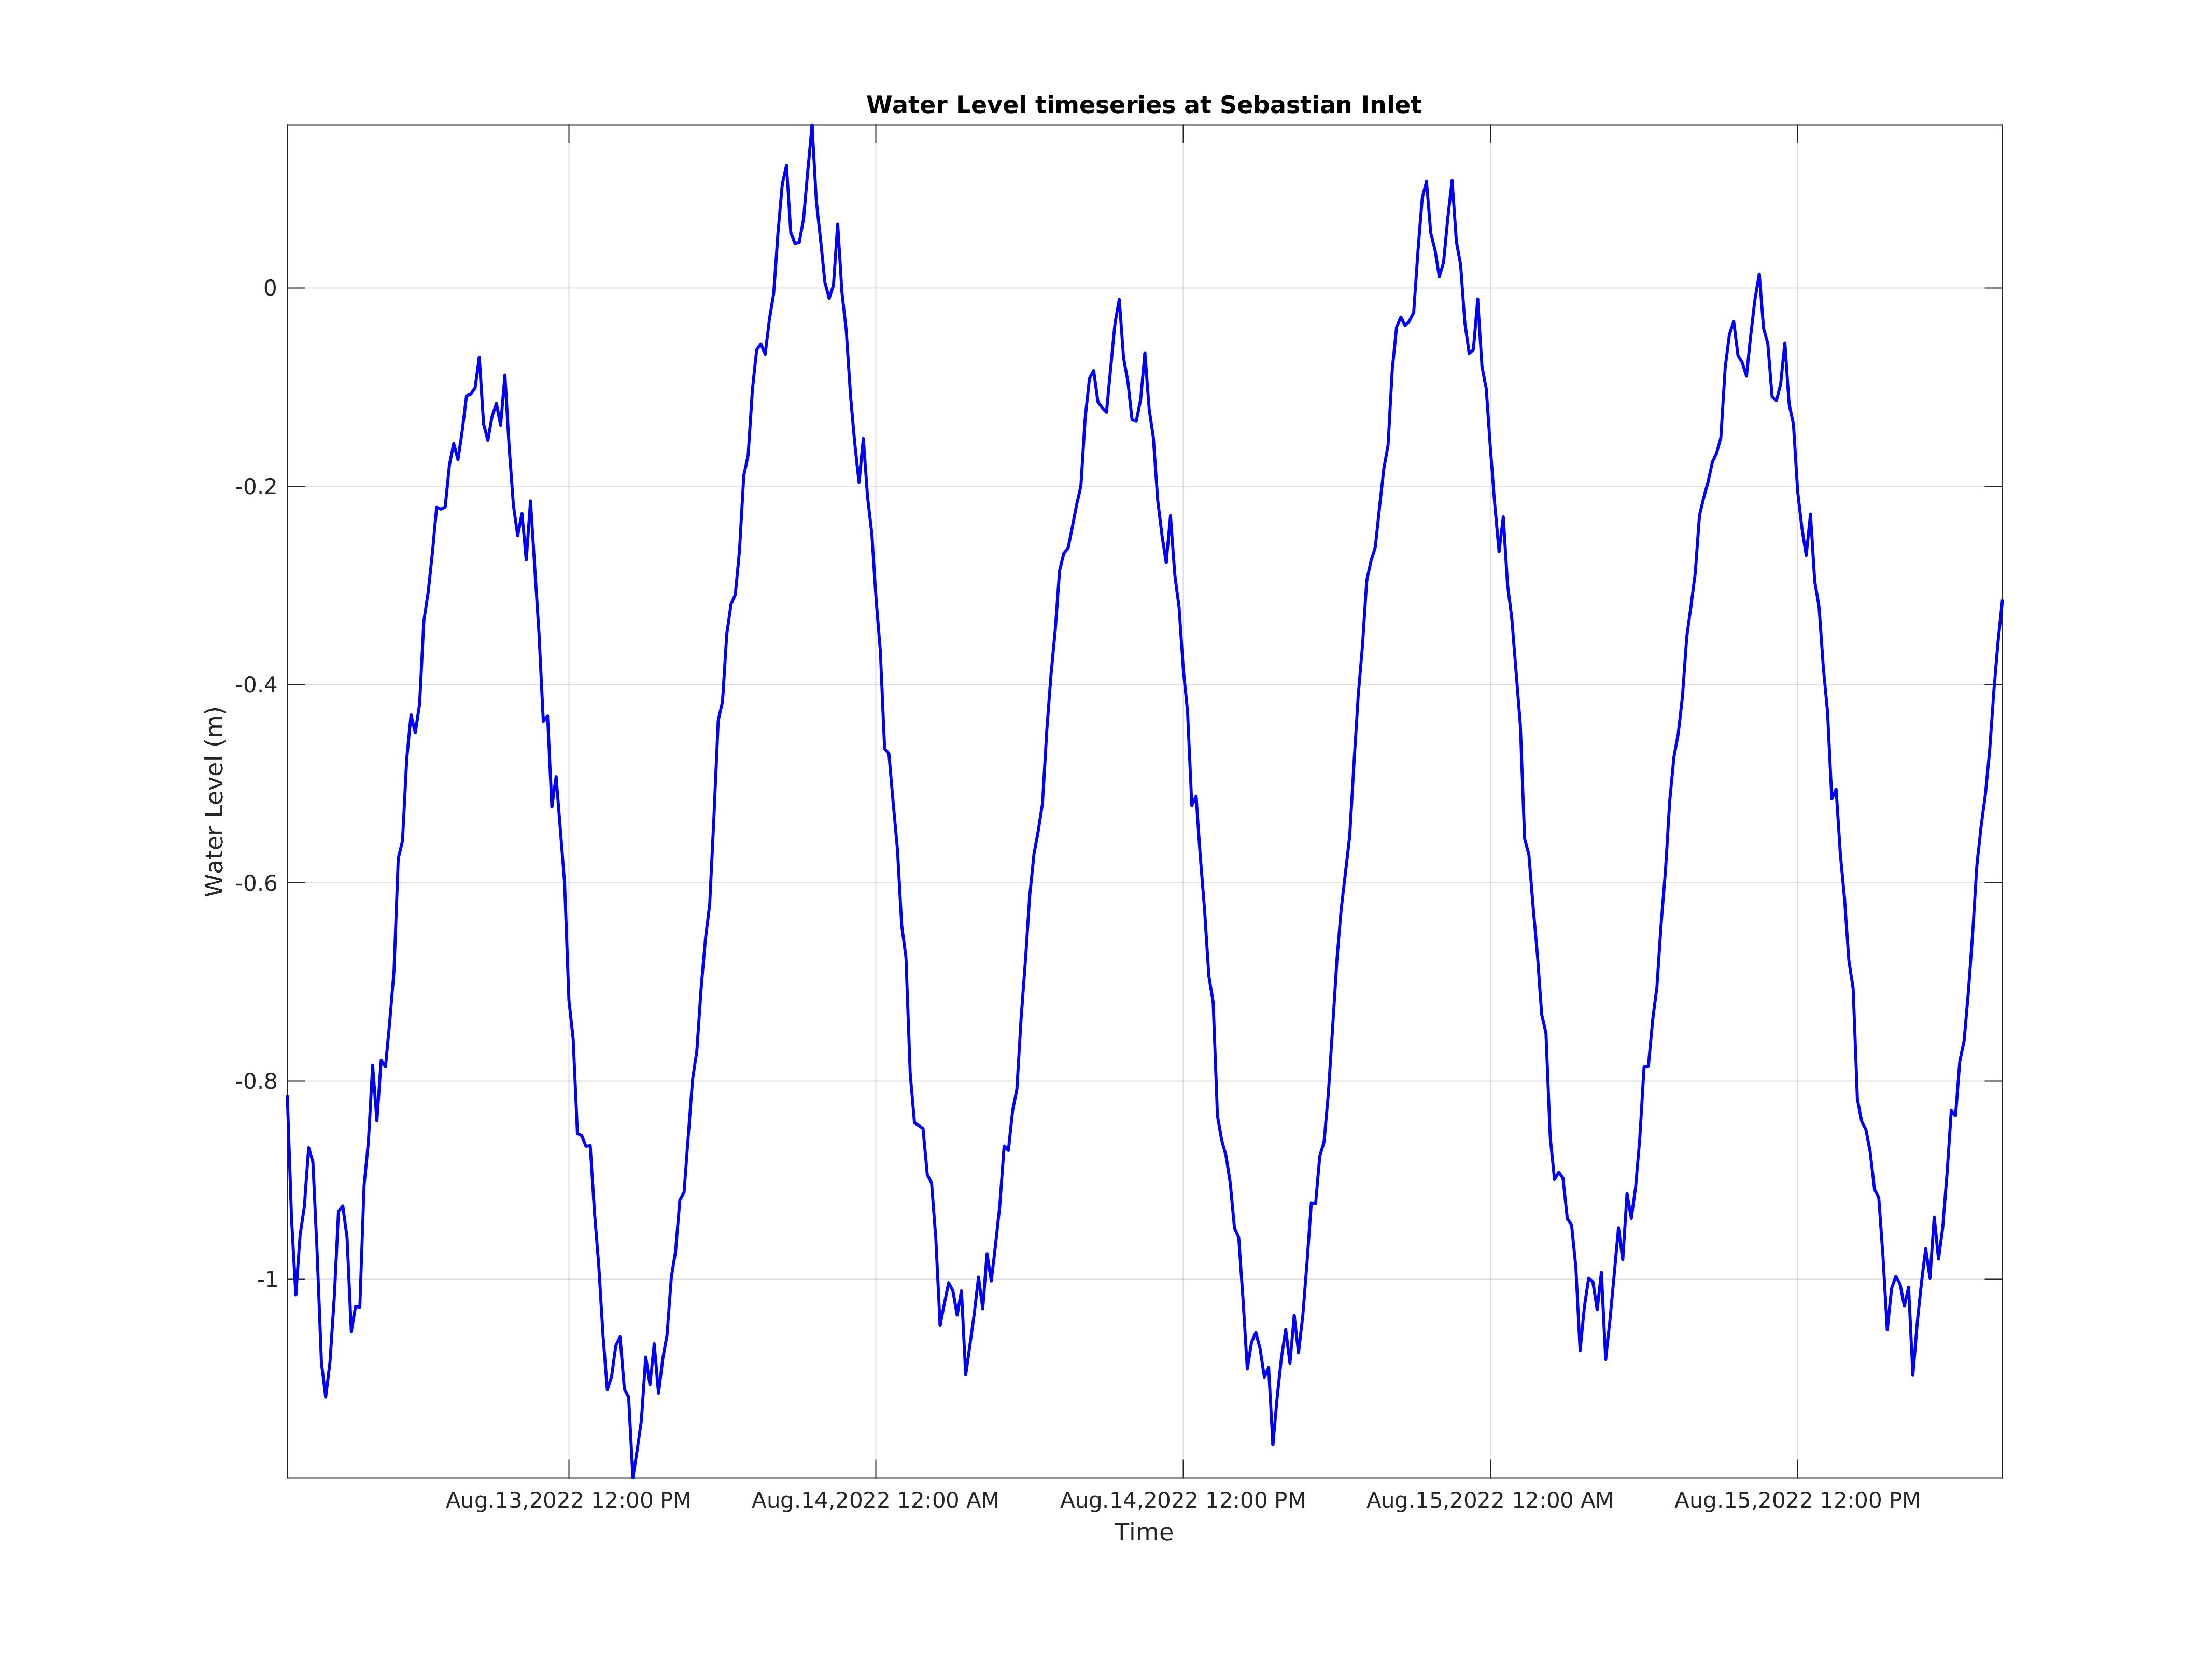 Water Level timeseries at Sebastian Inlet
Water Level (m)
0
-0.2
-0.4
-0.6
-0.8
-1
Aug.13,2022 12:00 PM
Aug.14,2022 12:00 AM
Aug.14,2022 12:00 PM
Aug.15,2022 12:00 AM
Aug.15,2022 12:00 PM
Time